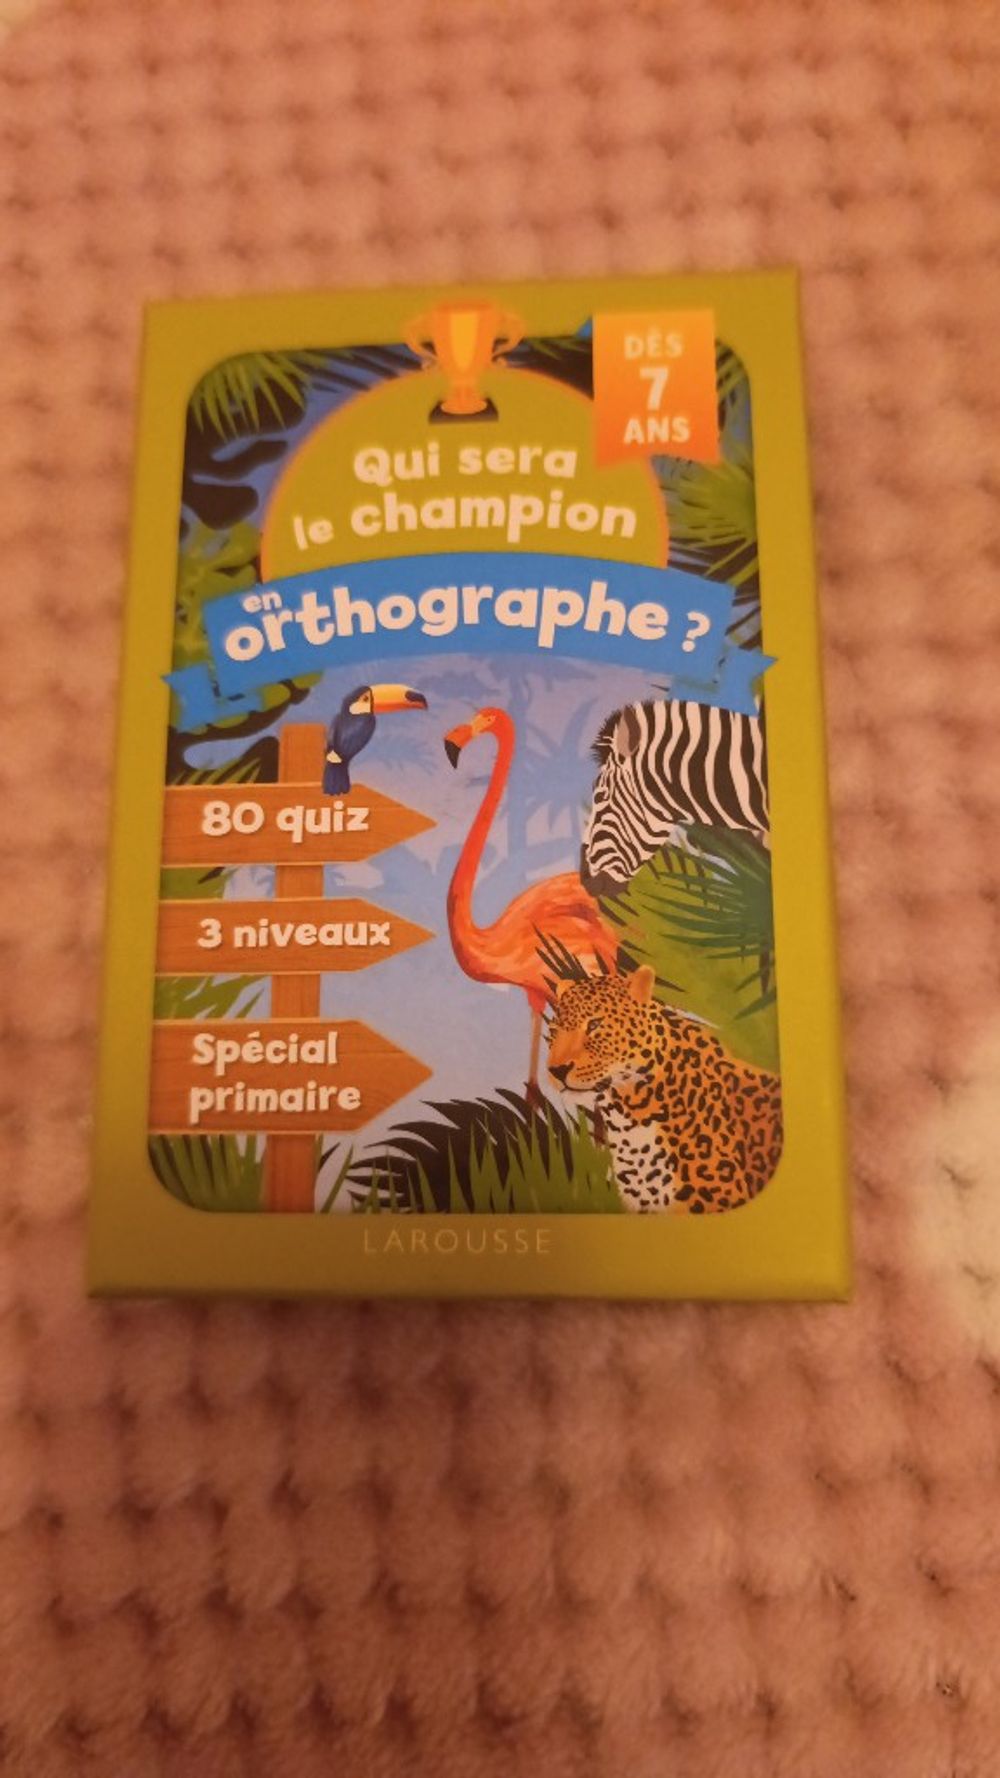 DÈS
7
ANS
Qui sera
le champion
en
orthographe ?
80 quiz
3 niveaux
Spécial
primaire
LAROUSSE